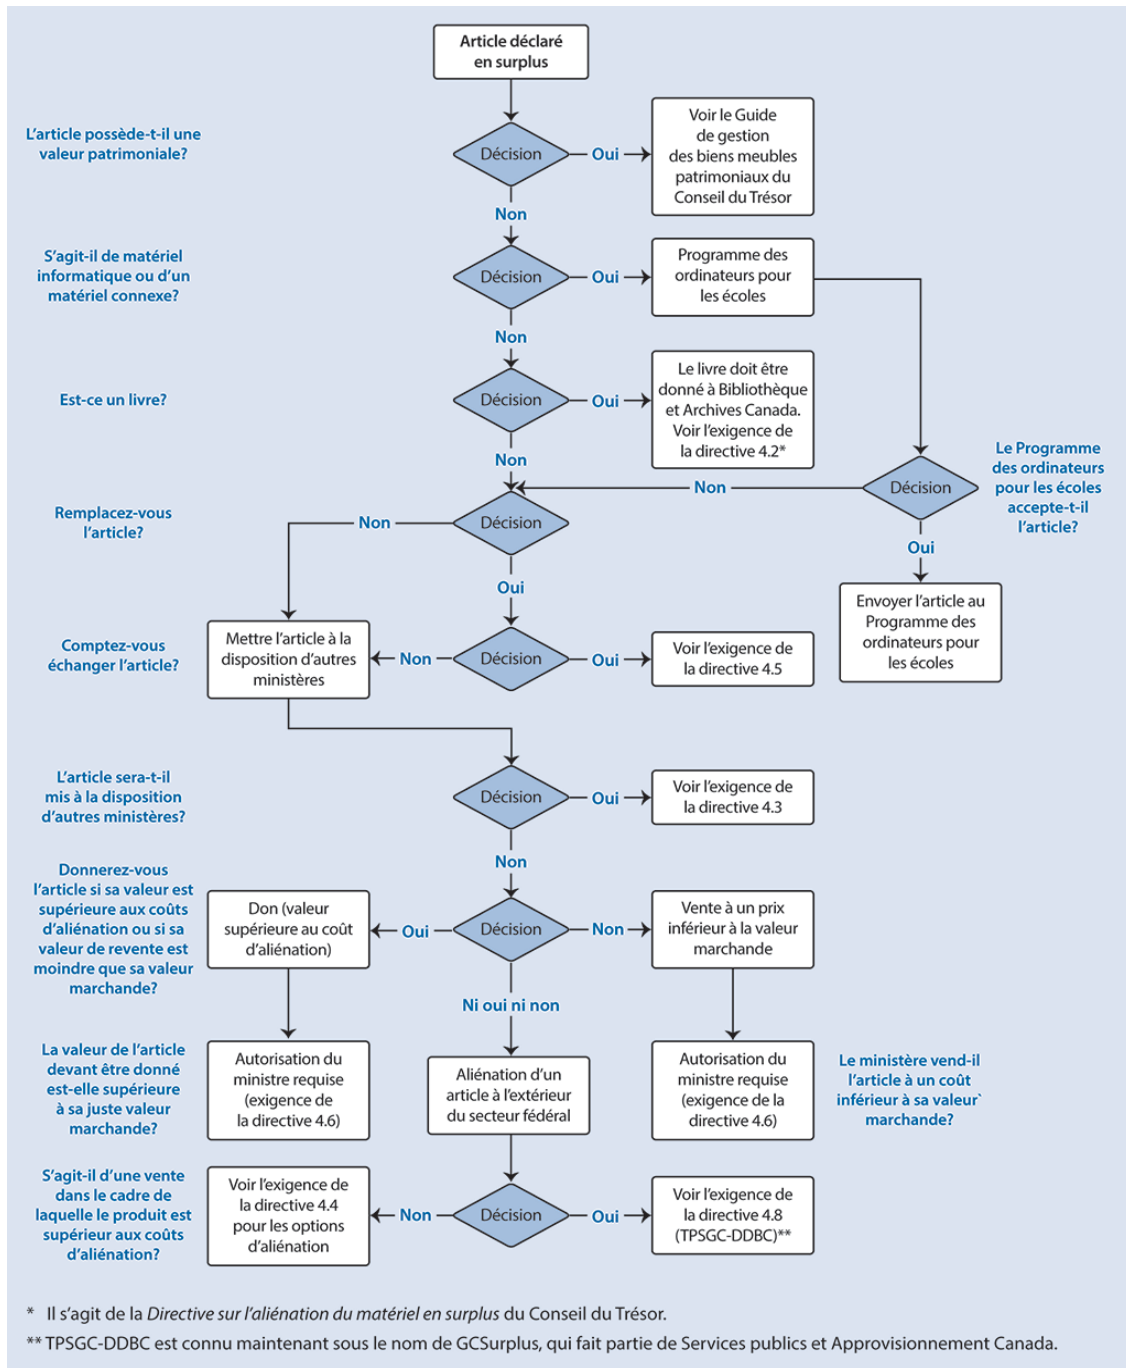 Article déclaré
en surplus
L’article possède-t-il une
valeur patrimoniale?
Décision
Oui
Voir le Guide
de gestion
des biens meubles
patrimoniaux du
Conseil du Trésor
Non
S’agit-il de matériel
informatique ou d’un
matériel connexe?
Décision
Oui
Programme des
ordinateurs pour
les écoles
Non
Est-ce un livre?
Décision
Oui
Le livre doit être
donné à Bibliothèque
et Archives Canada.
Voir l’exigence de
la directive 4.2*
Non
Le Programme
des ordinateurs
pour les écoles
accepte-t-il
l’article?
Décision
Non
Oui
Envoyer l’article au
Programme des
ordinateurs pour
les écoles
Remplacez-vous
l’article?
Non
Décision
Oui
Comptez-vous
échanger l’article?
Mettre l’article à la
disposition d’autres
ministères
Non
Décision
Oui
Voir l’exigence de
la directive 4.5
L’article sera-t-il
mis à la disposition
d’autres ministères?
Décision
Oui
Voir l’exigence de
la directive 4.3
Non
Donnerez-vous
l’article si sa valeur est
supérieure aux coûts
d’aliénation ou si sa
valeur de revente est
moindre que sa valeur
marchande?
Don (valeur
supérieure au coût
d’aliénation)
Oui
Décision
Non
Vente à un prix
inférieur à la valeur
marchande
Ni oui ni non
La valeur de l’article
devant être donné
est-elle supérieure
à sa juste valeur
marchande?
Autorisation du
ministre requise
(exigence de
la directive 4.6)
Aliénation d’un
article à l’extérieur
du secteur fédéral
Autorisation du
ministre requise
(exigence de la
directive 4.6)
Le ministère vend-il
l’article à un coût
inférieur à sa valeur`
marchande?
S’agit-il d’une vente
dans le cadre de
laquelle le produit est
supérieur aux coûts
d’aliénation?
Voir l’exigence de
la directive 4.4
pour les options
d’aliénation
Non
Décision
Oui
Voir l’exigence de
la directive 4.8
(TPSGC-DDBC)**
* Il s’agit de la Directive sur l’aliénation du matériel en surplus du Conseil du Trésor.
** TPSGC-DDBC est connu maintenant sous le nom de GCSurplus, qui fait partie de Services publics et Approvisionnement Canada.